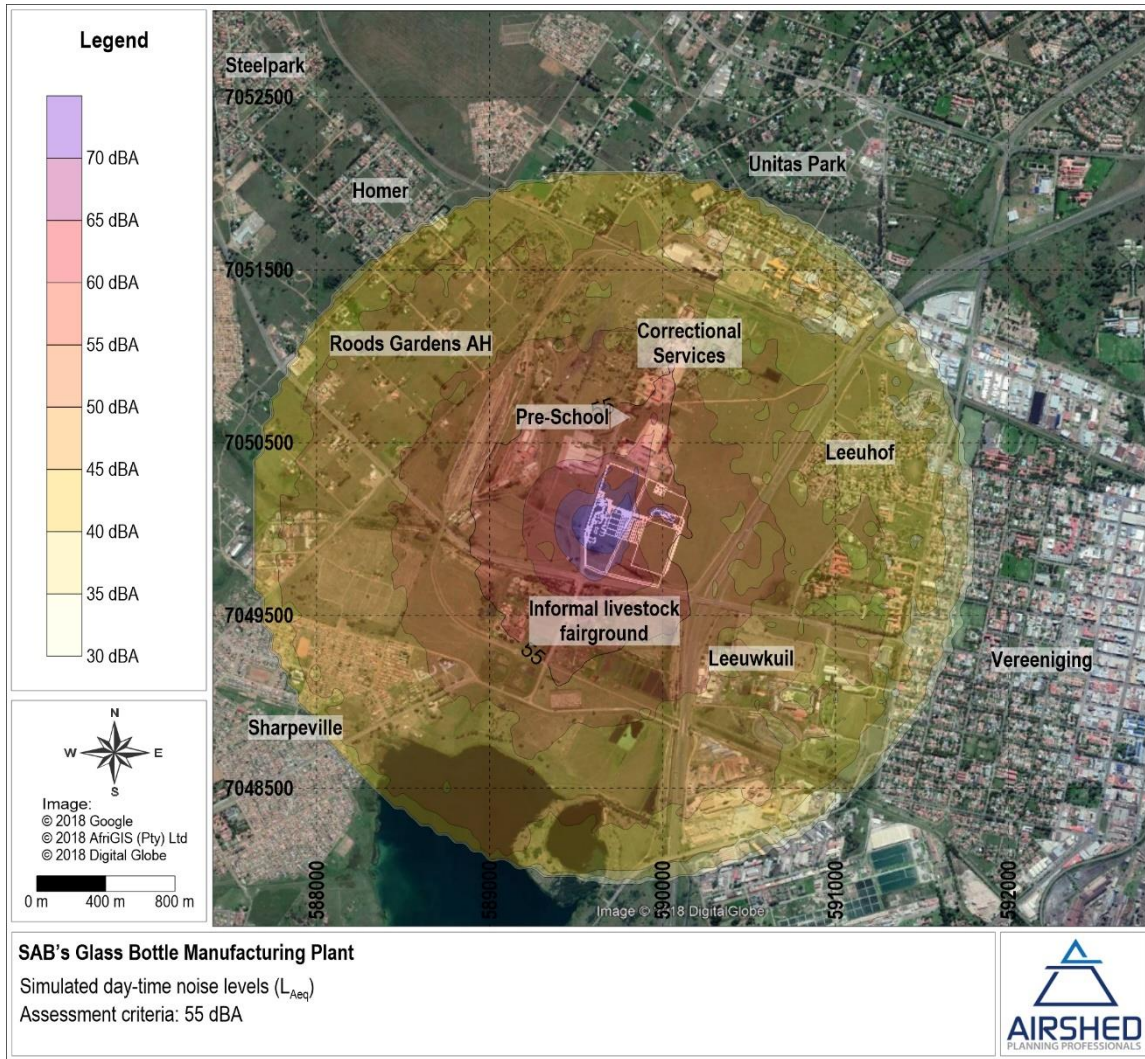 Legend
70 dBA
65 dBA
60 dBA
55 dBA
50 dBA
45 dBA
40 dBA
35 dBA
30 dBA
N
W E
S
Image:
© 2018 Google
© 2018 AfriGIS (Pty) Ltd
© 2018 Digital Globe
0 m 400 m 800 m
Steelpark
7052500
Unitas Park
Homer
7051500
Correctional
Services
Roods Gardens AH
55
Pre-School
7050500
Leeuhof
7049500
Informal livestock
fairground
55
Leeuwkuil
Vereeniging
Sharpeville
7048500
588000
589000
590000
591000
592000
Image © 2018 DigitalGlobe
SAB's Glass Bottle Manufacturing Plant
Simulated day-time noise levels (LAeq)
Assessment criteria: 55 dBA
AIRSHED
PLANNING PROFESSIONALS